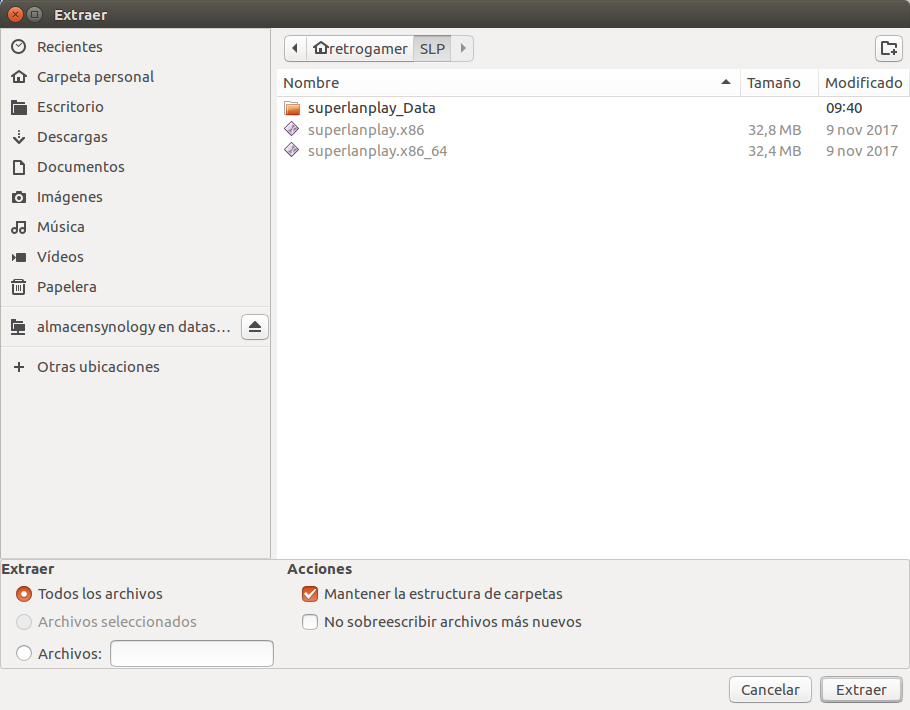 Extraer
Recientes
Carpeta personal
Escritorio
Descargas
Documentos
Imágenes
Música
Vídeos
Papelera
almacensynology en datas...
Otras ubicaciones
retrogamer SLP
Nombre Tamaño Modificado
superlanplay_Data 09:40
superlanplay.x86 32,8 MB 9 nov 2017
superlanplay.x86_64 32,4 MB 9 nov 2017
Extraer
Todos los archivos
Archivos seleccionados
Archivos:
Acciones
Mantener la estructura de carpetas
No sobreescribir archivos más nuevos
Cancelar Extraer